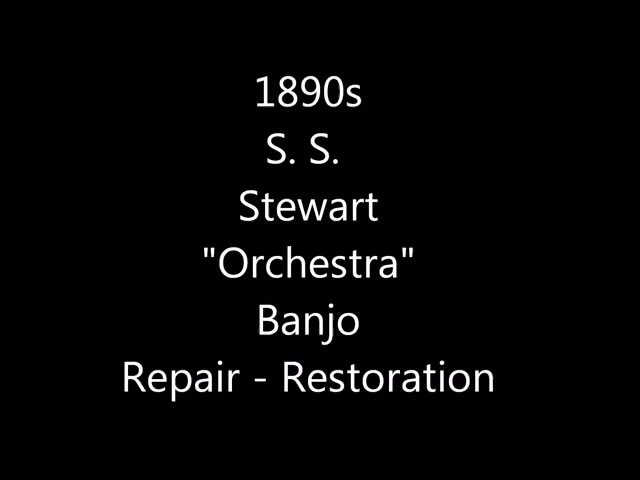 1890s
S. S.
Stewart
"Orchestra"
Banjo
Repair - Restoration